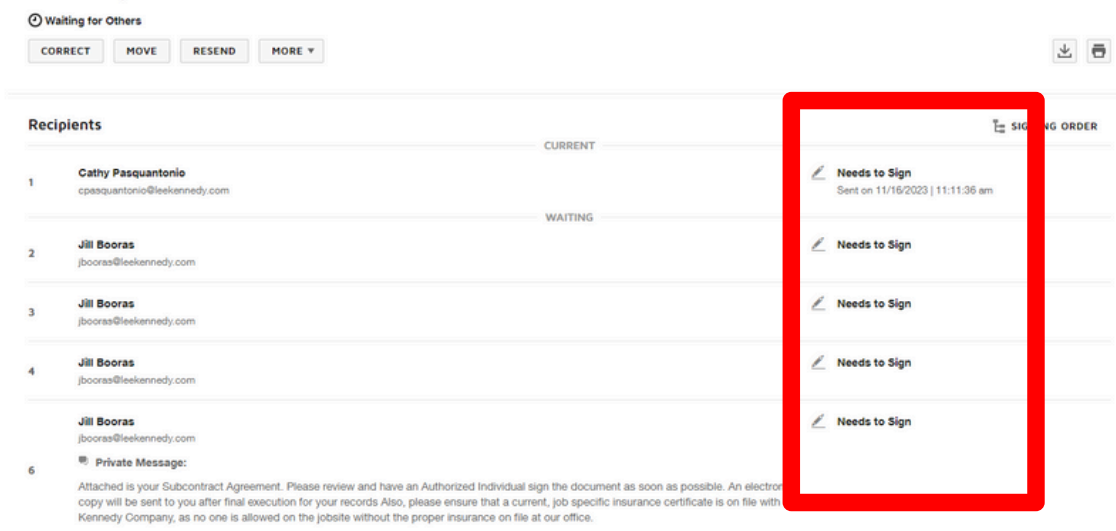 Waiting for Others
CORRECT MOVE RESEND MORE
Recipients
SIG NG ORDER
CURRENT
1
Cathy Pasquantonio
cpasquantonio@leekennedy.com
Needs to Sign
Sent on 11/16/2023 | 11:11:36 am
WAITING
2
Jill Booras
jbooras@leekennedy.com
Needs to Sign
3
Jill Booras
jbooras@leekennedy.com
Needs to Sign
4
Jill Booras
jbooras@leekennedy.com
Needs to Sign
6
Jill Booras
jbooras@leekennedy.com
Needs to Sign
Private Message:
Attached is your Subcontract Agreement. Please review and have an Authorized Individual sign the document as soon as possible. An electron
copy will be sent to you after final execution for your records Also, please ensure that a current, job specific insurance certificate is on file with
Kennedy Company, as no one is allowed on the jobsite without the proper insurance on file at our office.